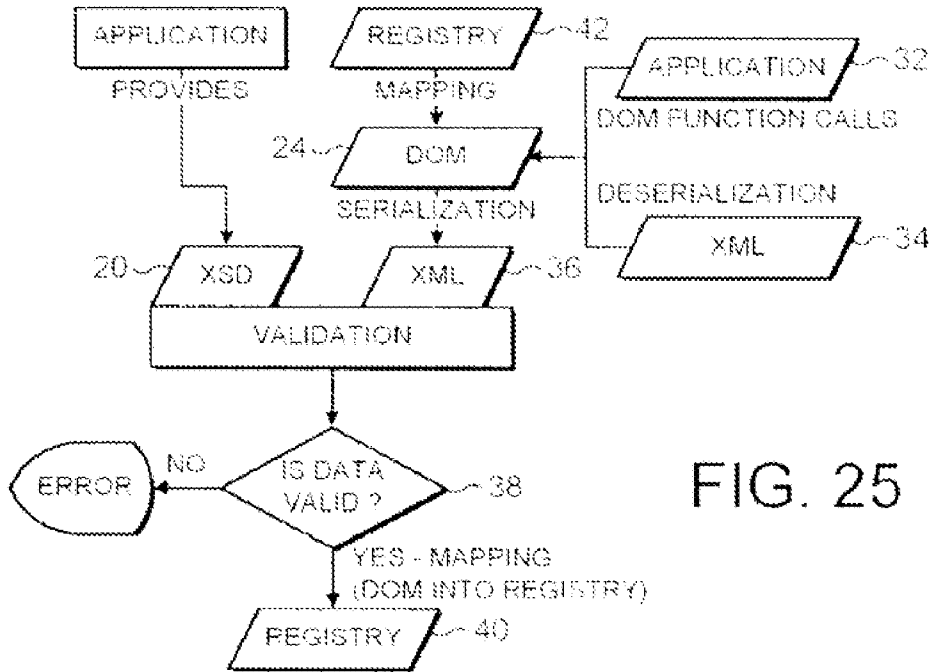 APPLICATION
PROVIDES
REGISTRY
42
MAPPING
APPLICATION
32
DOM FUNCTION CALLS
24
DOM
SERIALIZATION
DESERIALIZATION
XML
34
20
XSD
XML
36
VALIDATION
ERROR
NO
IS DATA
VALID ?
38
FIG. 25
YES - MAPPING
(DOM INTO REGISTRY)
REGISTRY
40